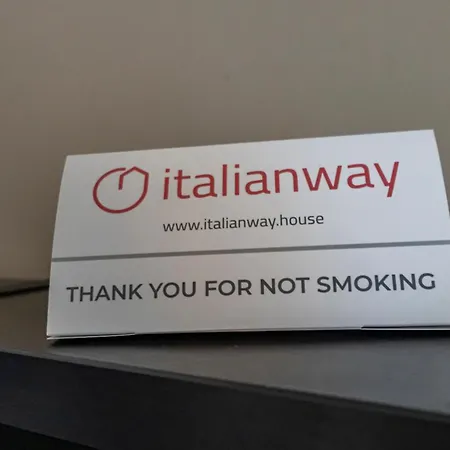 italianway
www.italianway.house
THANK YOU FOR NOT SMOKING